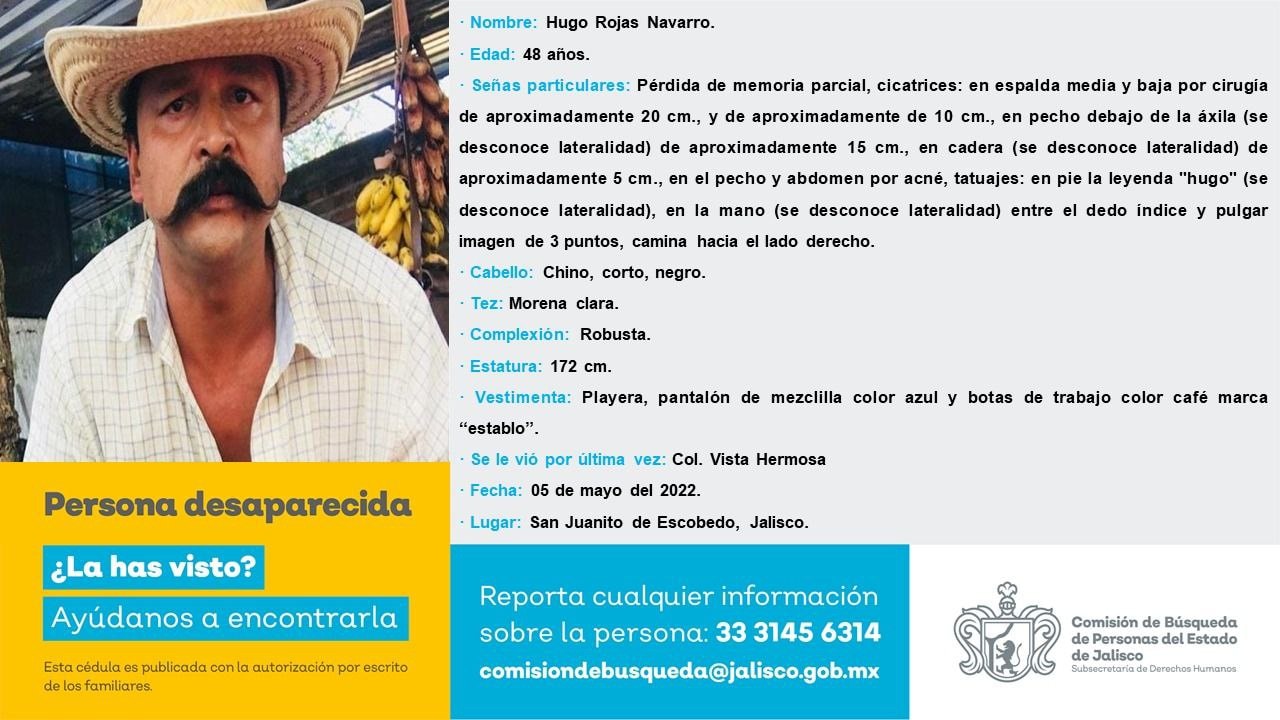 · Nombre: Hugo Rojas Navarro.
· Edad: 48 años.
· Señas particulares: Pérdida de memoria parcial, cicatrices: en espalda media y baja por cirugía
de aproximadamente 20 cm., y de aproximadamente de 10 cm., en pecho debajo de la áxila (se
desconoce lateralidad) de aproximadamente 15 cm., en cadera (se desconoce lateralidad) de
aproximadamente 5 cm., en el pecho y abdomen por acné, tatuajes: en pie la leyenda "hugo" (se
desconoce lateralidad), en la mano (se desconoce lateralidad) entre el dedo índice y pulgar
imagen de 3 puntos, camina hacia el lado derecho.
· Cabello: Chino, corto, negro.
· Tez: Morena clara.
· Complexión: Robusta.
· Estatura: 172 cm.
· Vestimenta: Playera, pantalón de mezclilla color azul y botas de trabajo color café marca
“establo”.
· Se le vió por última vez: Col. Vista Hermosa
· Fecha: 05 de mayo del 2022.
· Lugar: San Juanito de Escobedo, Jalisco.
Persona desaparecida
¿La has visto?
Ayúdanos a encontrarla
Esta cédula es publicada con la autorización por escrito
de los familiares.
Reporta cualquier información
sobre la persona: 33 3145 6314
comisiondebusqueda@jalisco.gob.mx
Comisión de Búsqueda
de Personas del Estado
de Jalisco
Subsecretaría de Derechos Humanos